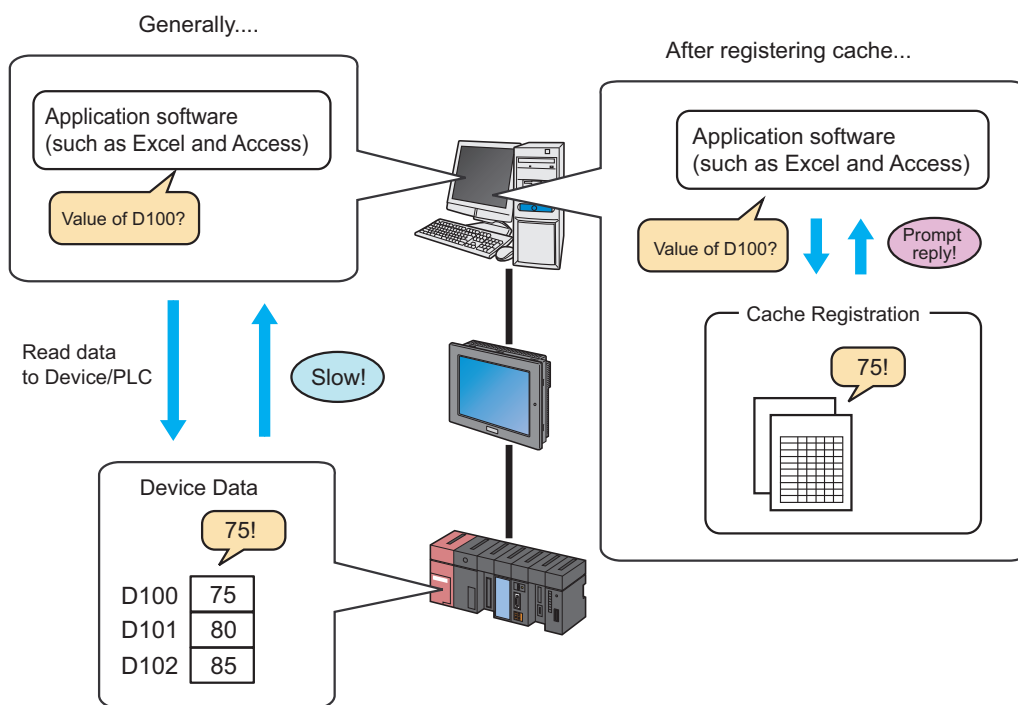 Generally....
Application software
(such as Excel and Access)
Value of D100?
Read data
to Device/PLC
Slow!
Device Data
75!
D100 75
D101 80
D102 85
After registering cache...
Application software
(such as Excel and Access)
Value of D100?
Prompt
reply!
Cache Registration
75!